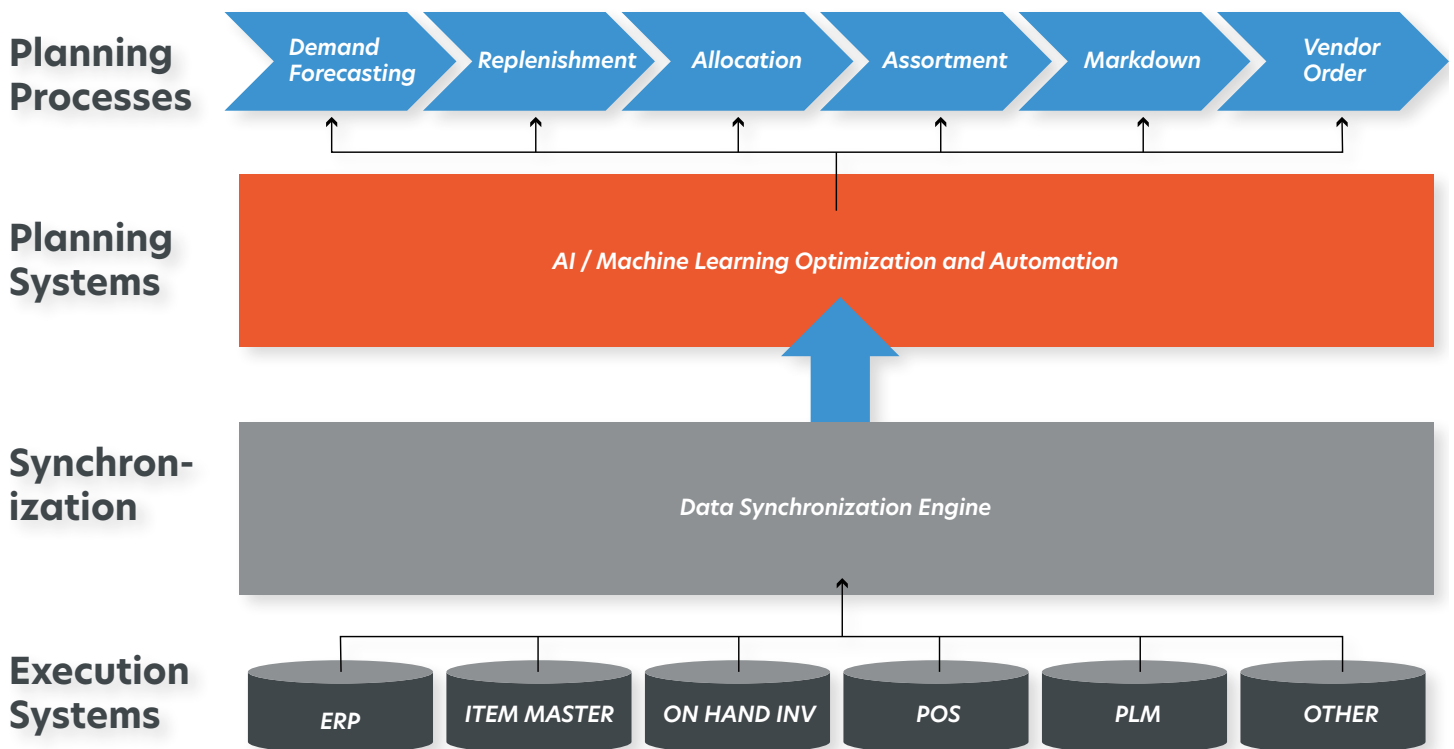 Planning
Processes
Demand
Forecasting
Replenishment
Allocation
Assortment
Markdown
Vendor
Order
Planning
Systems
AI / Machine Learning Optimization and Automation
Synchron-
ization
Data Synchronization Engine
Execution
Systems
ERP
ITEM MASTER
ON HAND INV
POS
PLM
OTHER